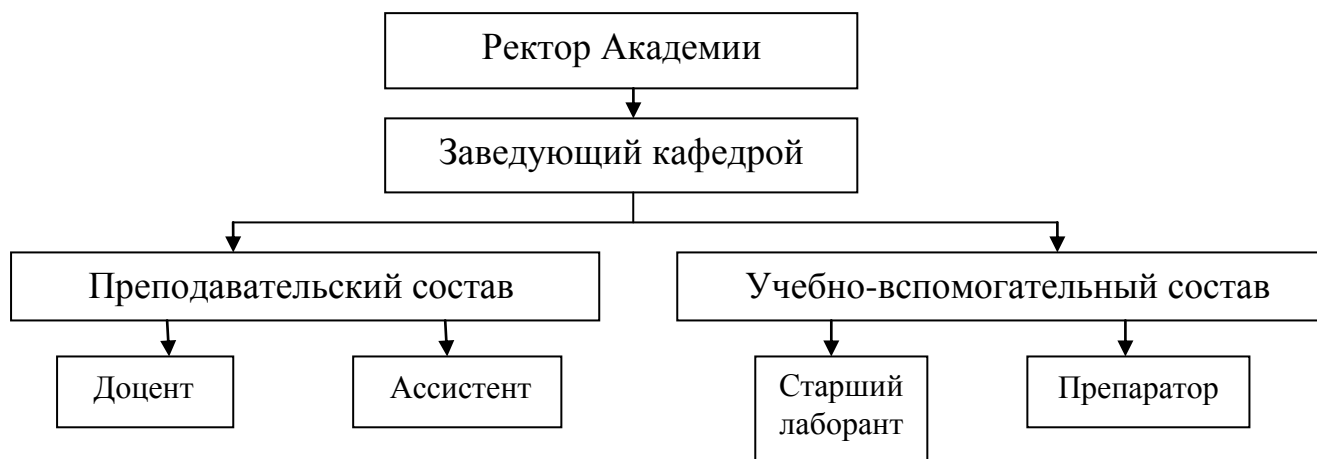 Ректор Академии
Заведующий кафедрой
Преподавательский состав
Учебно-вспомогательный состав
Доцент
Ассистент
Старший
лаборант
Препаратор